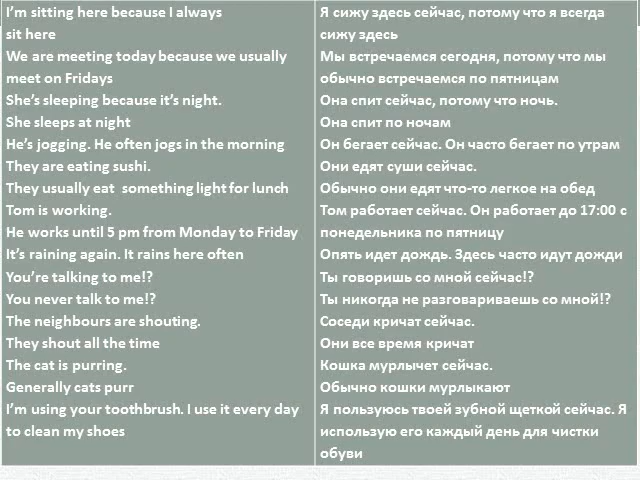 I'm sitting here because I always
sit here
We are meeting today because we usually
meet on Fridays
She's sleeping because it's night.
She sleeps at night
He's jogging. He often jogs in the morning
They are eating sushi.
They usually eat  something light for lunch
Tom is working.
He works until 5 pm from Monday to Friday
It's raining again. It rains here often
You're talking to me!?
You never talk to me!?
The neighbours are shouting.
They shout all the time
The cat is purring.
Generally cats purr
I'm using your toothbrush. I use it every day
to clean my shoes
Я сижу здесь сейчас, потому что я всегда
сижу здесь
Мы встречаемся сегодня, потому что мы
обычно встречаемся по пятницам
Она спит сейчас, потому что ночь.
Она спит по ночам
Он бегает сейчас. Он часто бегает по утрам
Они едят суши сейчас.
Обычно они едят что-то легкое на обед
Том работает сейчас. Он работает до 17:00 с
понедельника по пятницу
Опять идет дождь. Здесь часто идут дожди
Ты говоришь со мной сейчас!?
Ты никогда не разговариваешь со мной!?
Соседи кричат сейчас.
Они все время кричат
Кошка мурлычет сейчас.
Обычно кошки мурлыкают
Я пользуюсь твоей зубной щеткой сейчас. Я
использую его каждый день для чистки
обуви